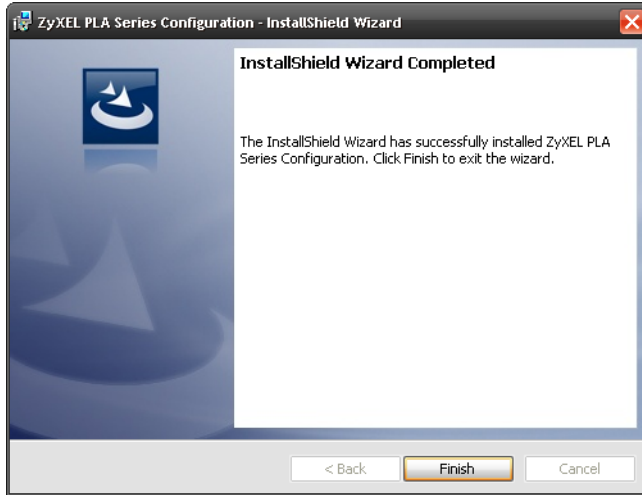 ZyXEL PLA Series Configuration - InstallShield Wizard
InstallShield Wizard Completed
The InstallShield Wizard has successfully installed ZyXEL PLA
Series Configuration. Click Finish to exit the wizard.
< Back
Finish
Cancel